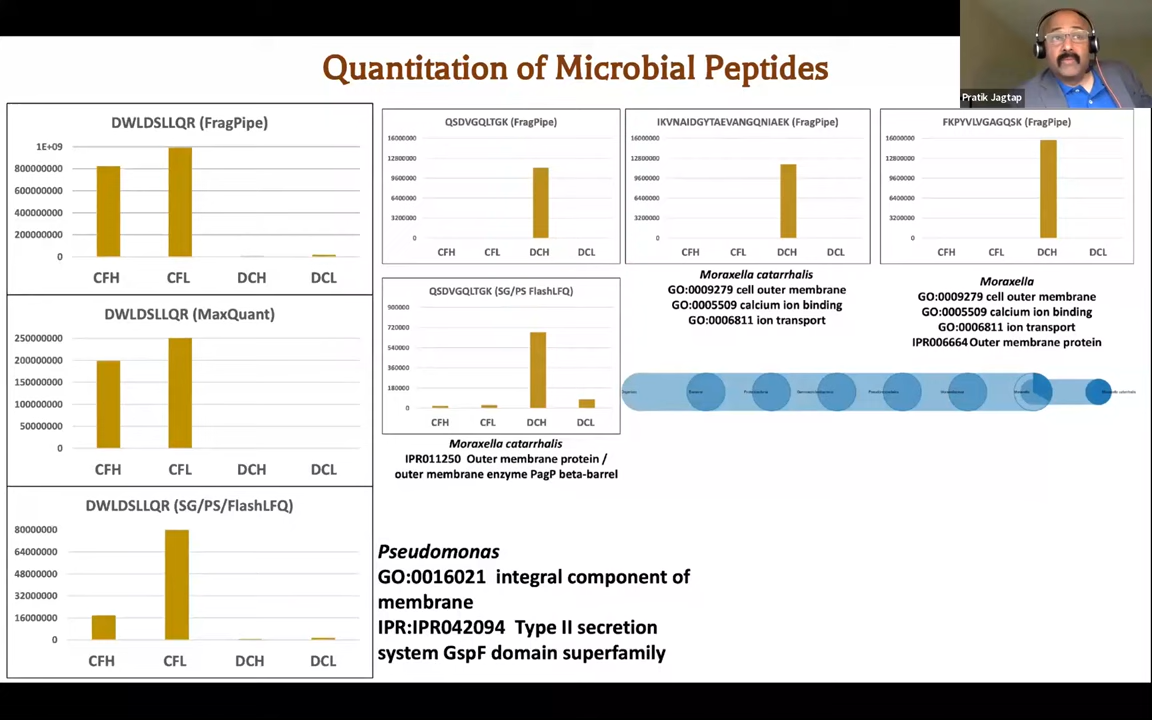 Quantitation of Microbial Peptides
Pratik Jagtap
DWLDSLLQR (FragPipe)
1E+09
800000000
600000000
400000000
200000000
0
CFH CFL DCH DCL
DWLDSLLQR (MaxQuant)
250000000
200000000
150000000
100000000
50000000
0
CFH CFL DCH DCL
DWLDSLLQR (SG/PS/FlashLFQ)
80000000
64000000
48000000
32000000
16000000
0
CFH CFL DCH DCL
QSDVGQLTGK (FragPipe)
16000000
12800000
9600000
6400000
3200000
0
CFH CFL DCH DCL
QSDVGQLTGK (SG/PS FlashLFQ)
900000
720000
540000
360000
180000
0
CFH CFL DCH DCL
Moraxella catarrhalis
IPR011250 Outer membrane protein /
outer membrane enzyme PagP beta-barrel
IKVNAIDGYTAEVANGQNIAEK (FragPipe)
16000000
12800000
9600000
6400000
3200000
0
CFH CFL DCH DCL
Moraxella catarrhalis
GO:0009279 cell outer membrane
GO:0005509 calcium ion binding
GO:0006811 ion transport
FKPYVLVGAGQSK (FragPipe)
16000000
12800000
9600000
6400000
3200000
0
CFH CFL DCH DCL
Moraxella
GO:0009279 cell outer membrane
GO:0005509 calcium ion binding
GO:0006811 ion transport
IPR006664 Outer membrane protein
Pseudomonas
GO:0016021 integral component of
membrane
IPR:IPR042094 Type II secretion
system GspF domain superfamily